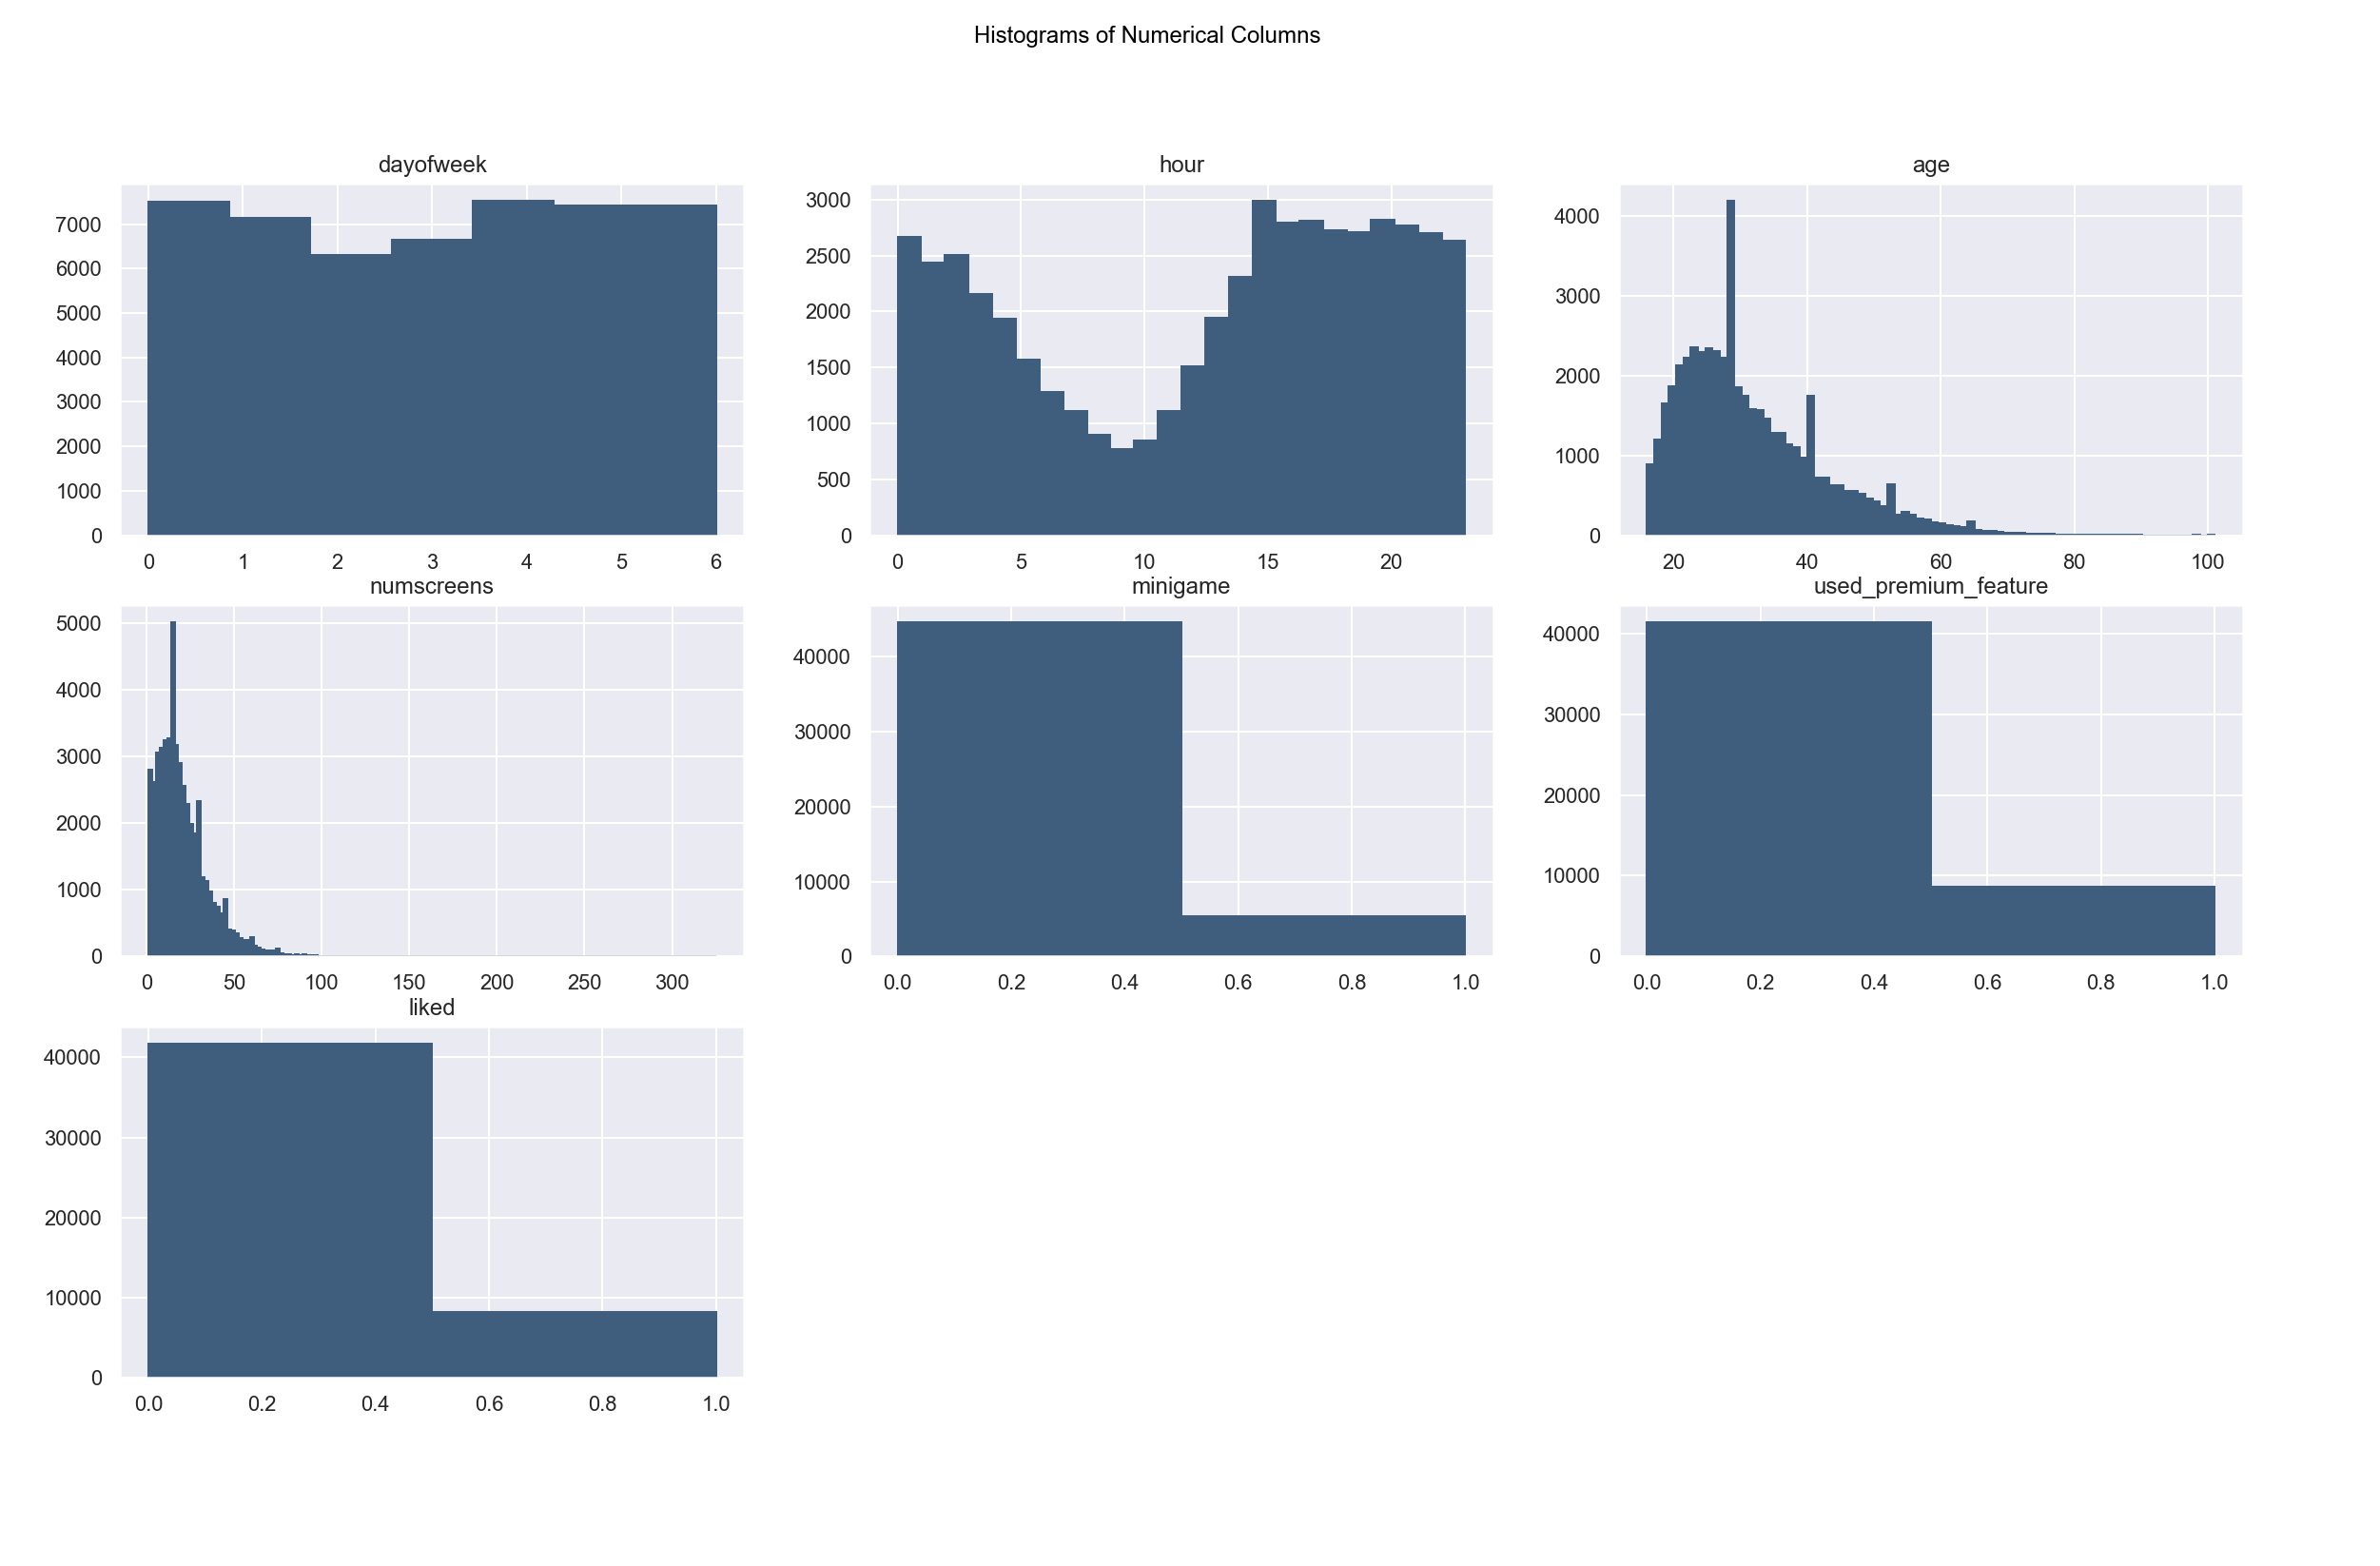 Histograms of Numerical Columns
dayofweek
7000
6000
5000
4000
3000
2000
1000
0
0 1 2 3 4 5 6
hour
3000
2500
2000
1500
1000
500
0
0 5 10 15 20
age
4000
3000
2000
1000
0
20 40 60 80 100
numscreens
5000
4000
3000
2000
1000
0
0 50 100 150 200 250 300
minigame
40000
30000
20000
10000
0
0.0 0.2 0.4 0.6 0.8 1.0
used_premium_feature
40000
30000
20000
10000
0
0.0 0.2 0.4 0.6 0.8 1.0
liked
40000
30000
20000
10000
0
0.0 0.2 0.4 0.6 0.8 1.0